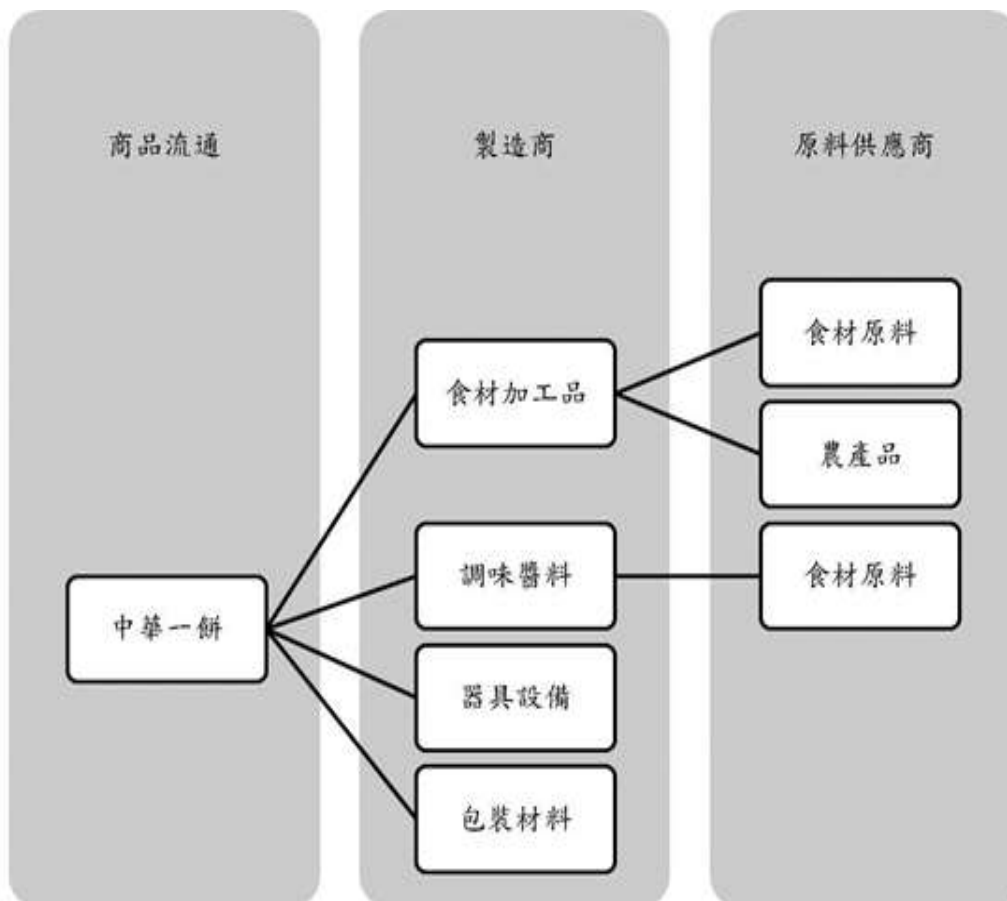 商品流通
製造商
原料供應商
食材原料
食材加工品
農產品
調味醬料
食材原料
中華一餅
器具設備
包裝材料